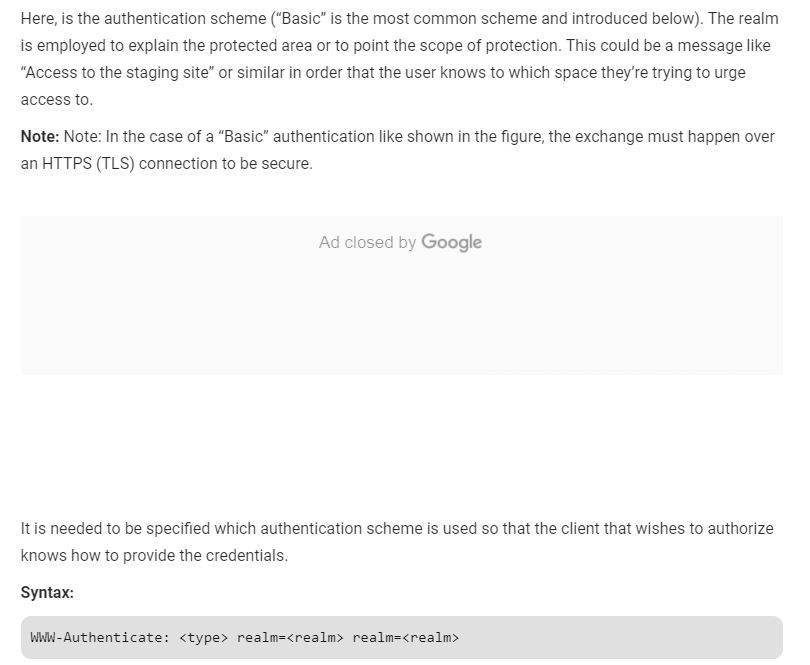 Here, is the authentication scheme (“Basic” is the most common scheme and introduced below). The realm
is employed to explain the protected area or to point the scope of protection. This could be a message like
“Access to the staging site” or similar in order that the user knows to which space they’re trying to urge
access to.
Note: Note: In the case of a “Basic” authentication like shown in the figure, the exchange must happen over
an HTTPS (TLS) connection to be secure.
Ad closed by Google
It is needed to be specified which authentication scheme is used so that the client that wishes to authorize
knows how to provide the credentials.
Syntax:
WWW-Authenticate: <type> realm=<realm> realm=<realm>